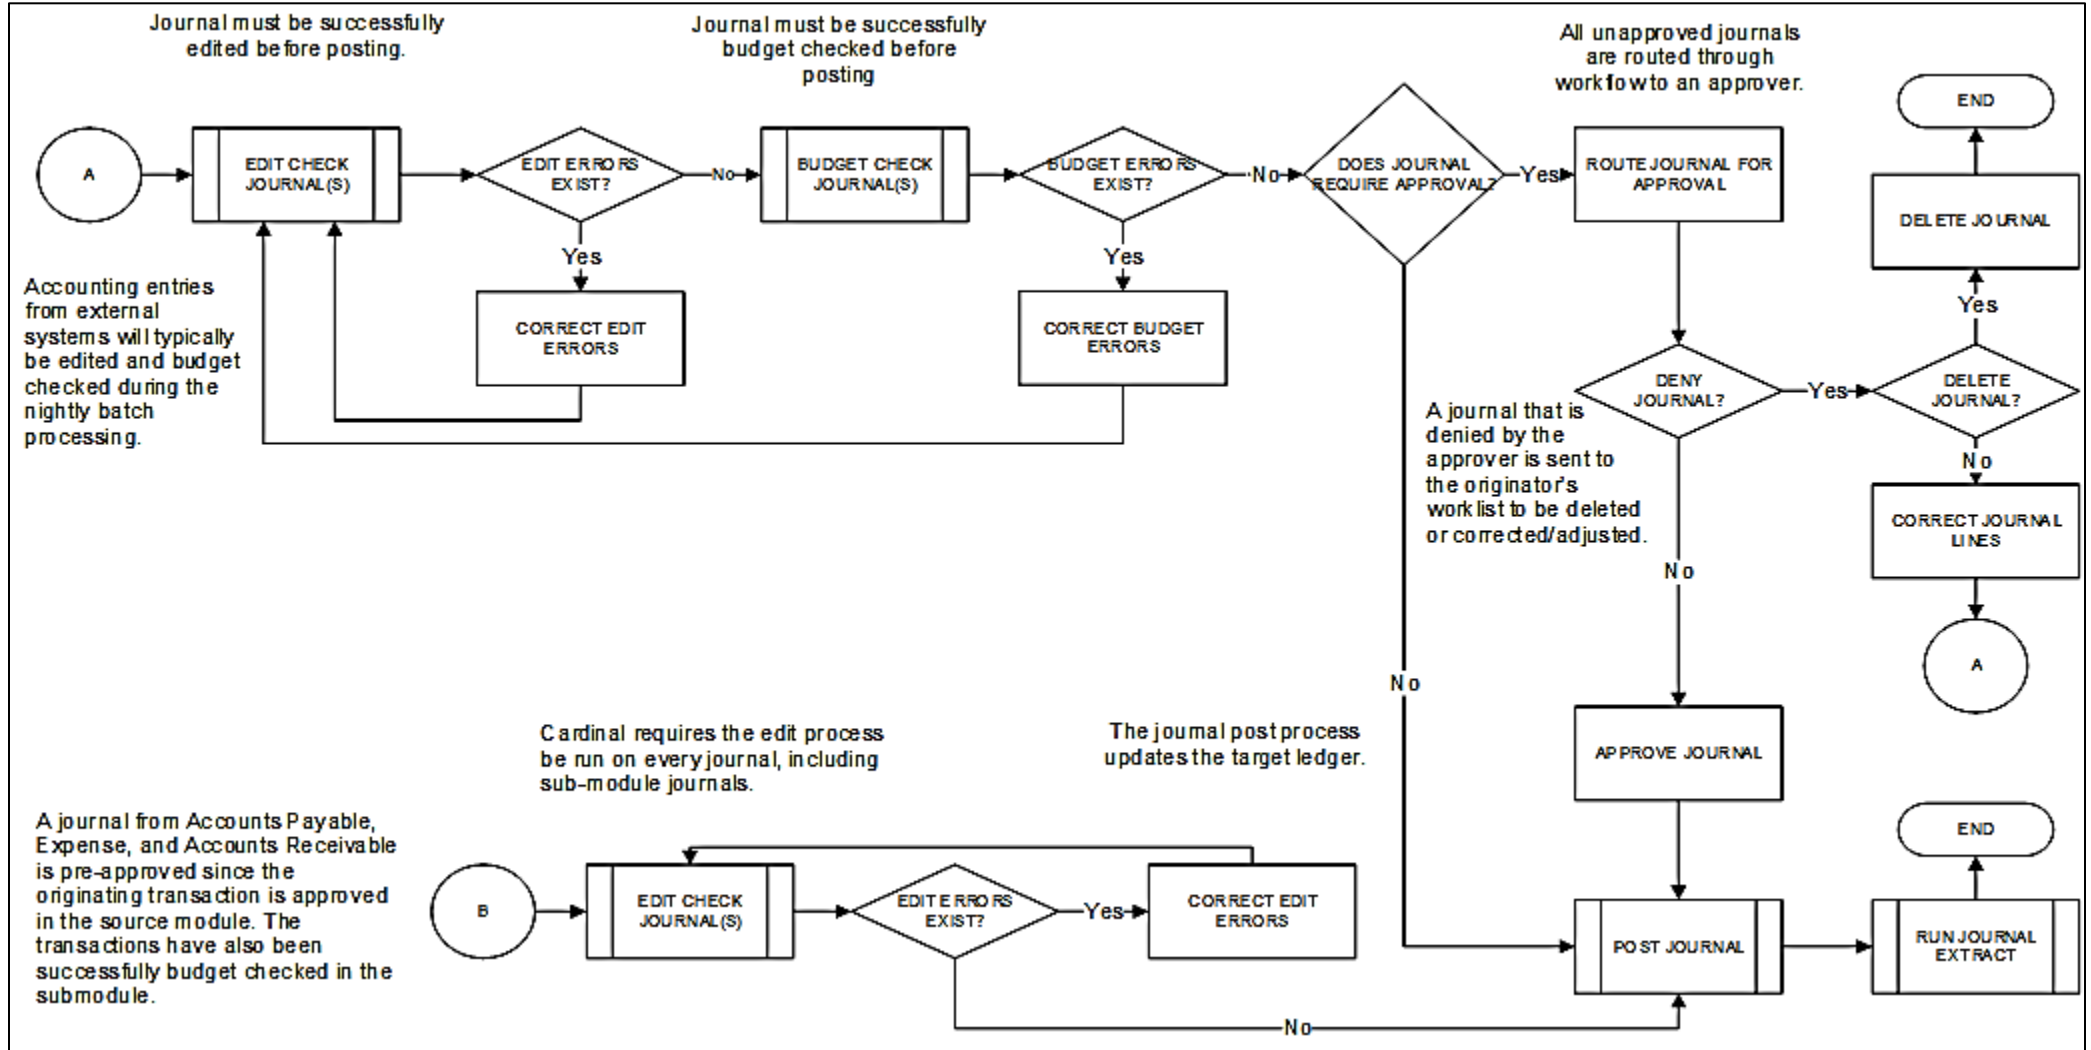 Journal must be successfully
edited before posting.
Journal must be successfully
budget checked before
posting
All unapproved journals
are routed through
workflow to an approver.
END
A
EDIT CHECK
JOURNAL(S)
EDIT ERRORS
EXIST?
No
BUDGET CHECK
JOURNAL(S)
BUDGET ERRORS
EXIST?
No
DOES JOURNAL
REQUIRE APPROVAL?
Yes
ROUTE JOURNAL FOR
APPROVAL
DELETE JOURNAL
Yes
Yes
Yes
Accounting entries
from external
systems will typically
be edited and budget
checked during the
nightly batch
processing.
CORRECT EDIT
ERRORS
CORRECT BUDGET
ERRORS
DENY
JOURNAL?
Yes
DELETE
JOURNAL?
A journal that is
denied by the
approver is sent to
the originator's
worklist to be deleted
or corrected/adjusted.
No
CORRECT JOURNAL
LINES
No
A
No
Cardinal requires the edit process
be run on every journal, including
sub-module journals.
The journal post process
updates the target ledger.
APPROVE JOURNAL
A journal from Accounts Payable,
Expense, and Accounts Receivable
is pre-approved since the
originating transaction is approved
in the source module. The
transactions have also been
successfully budget checked in the
submodule.
END
B
EDIT CHECK
JOURNAL(S)
EDIT ERRORS
EXIST?
Yes
CORRECT EDIT
ERRORS
POST JOURNAL
RUN JOURNAL
EXTRACT
No